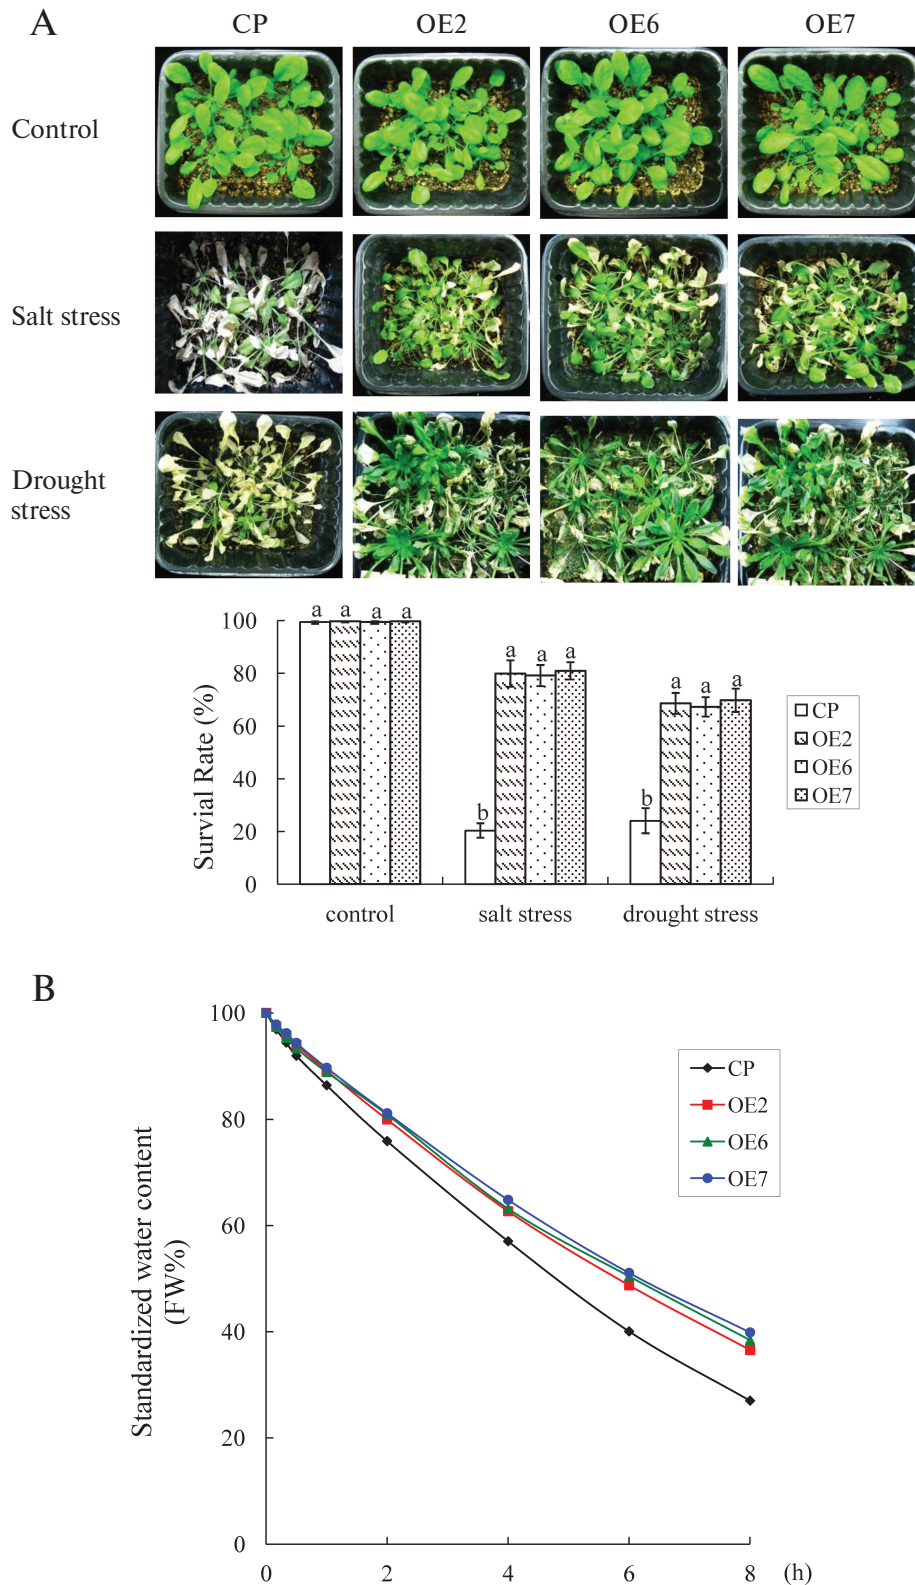 A
CP OE2 OE6 OE7
Control
Salt stress
Drought
stress
Survial Rate (%)
100
80
60
40
20
0
a a a a
b a a a
b a a a
control salt stress drought stress
CP
OE2
OE6
OE7
B
Standardized water content
(FW%)
100
80
60
40
20
0
0 2 4 6 8 (h)
CP
OE2
OE6
OE7